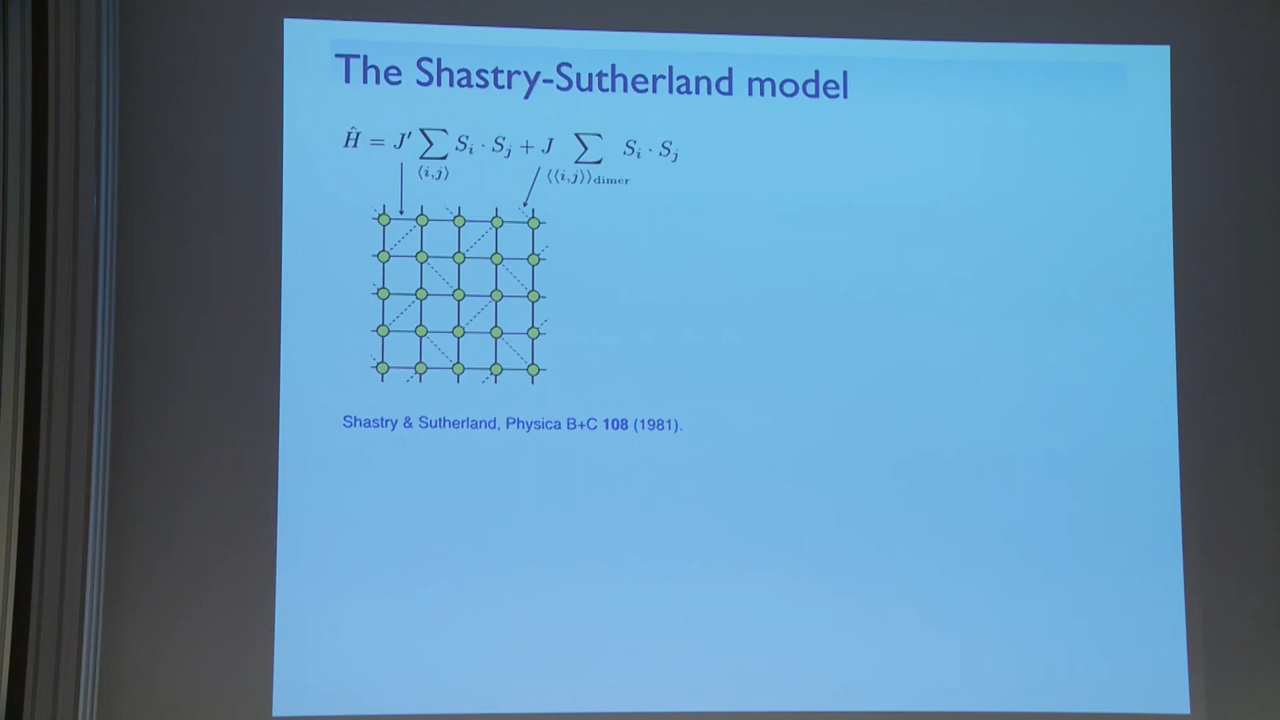 The Shastry-Sutherland model
Ĥ = J′ ∑ Sᵢ · Sⱼ + J ∑ Sᵢ · Sⱼ
⟨i,j⟩ ⟨⟨i,j⟩⟩dimer
Shastry & Sutherland, Physica B+C 108 (1981).